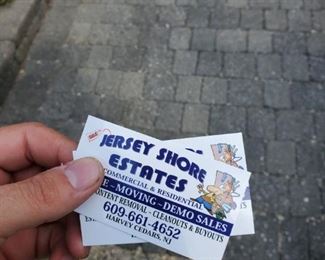 JERSEY SHORE
ESTATES
COMMERCIAL & RESIDENTIAL
- MOVING - DEMO SALES
CONTENT REMOVAL - CLEANOUTS & BUYOUTS
609-661-4652
HARVEY CEDARS, NJ